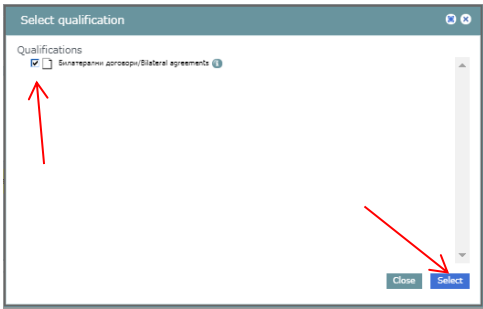 Select qualification
Qualifications
Билатерални договори/Bilateral agreements
Close Select